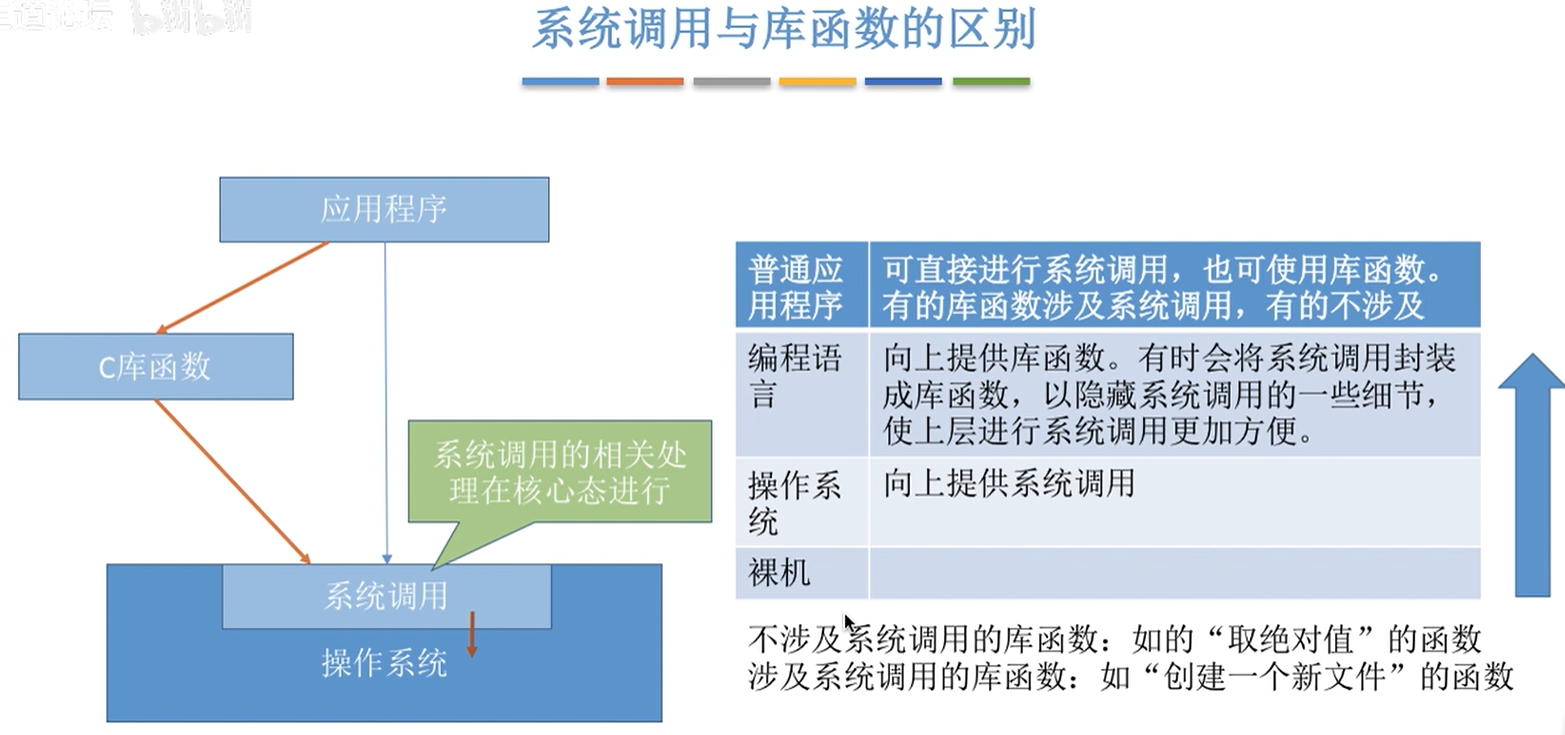 系统调用与库函数的区别
应用程序
C库函数
系统调用的相关处
理在核心态进行
系统调用
操作系统
普通应
用程序
可直接进行系统调用，也可使用库函数。
有的库函数涉及系统调用，有的不涉及
编程语
言
向上提供库函数。有时会将系统调用封装
成库函数，以隐藏系统调用的一些细节，
使上层进行系统调用更加方便。
操作系
统
向上提供系统调用
裸机
不涉及系统调用的库函数：如的“取绝对值”的函数
涉及系统调用的库函数：如“创建一个新文件”的函数